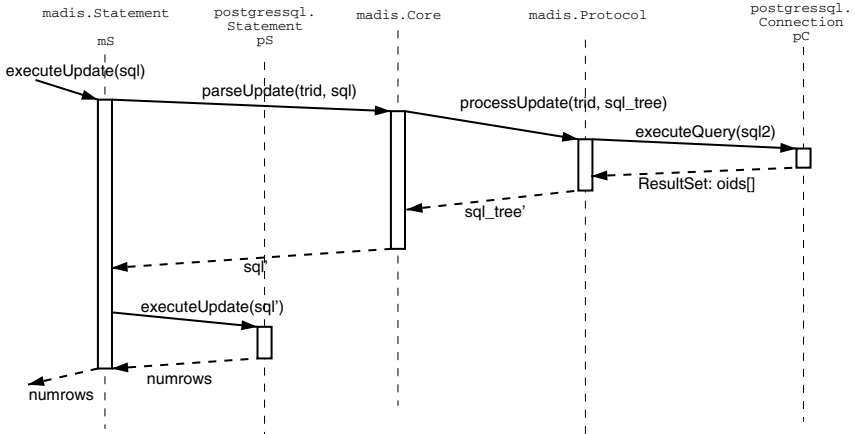 madis.Statement
mS
postgressql.
Statement
pS
madis.Core
madis.Protocol
postgressql.
Connection
pC
executeUpdate(sql)
parseUpdate(trid, sql)
processUpdate(trid, sql_tree)
executeQuery(sql2)
ResultSet: oids[]
sql_tree'
sql'
executeUpdate(sql')
numrows
numrows